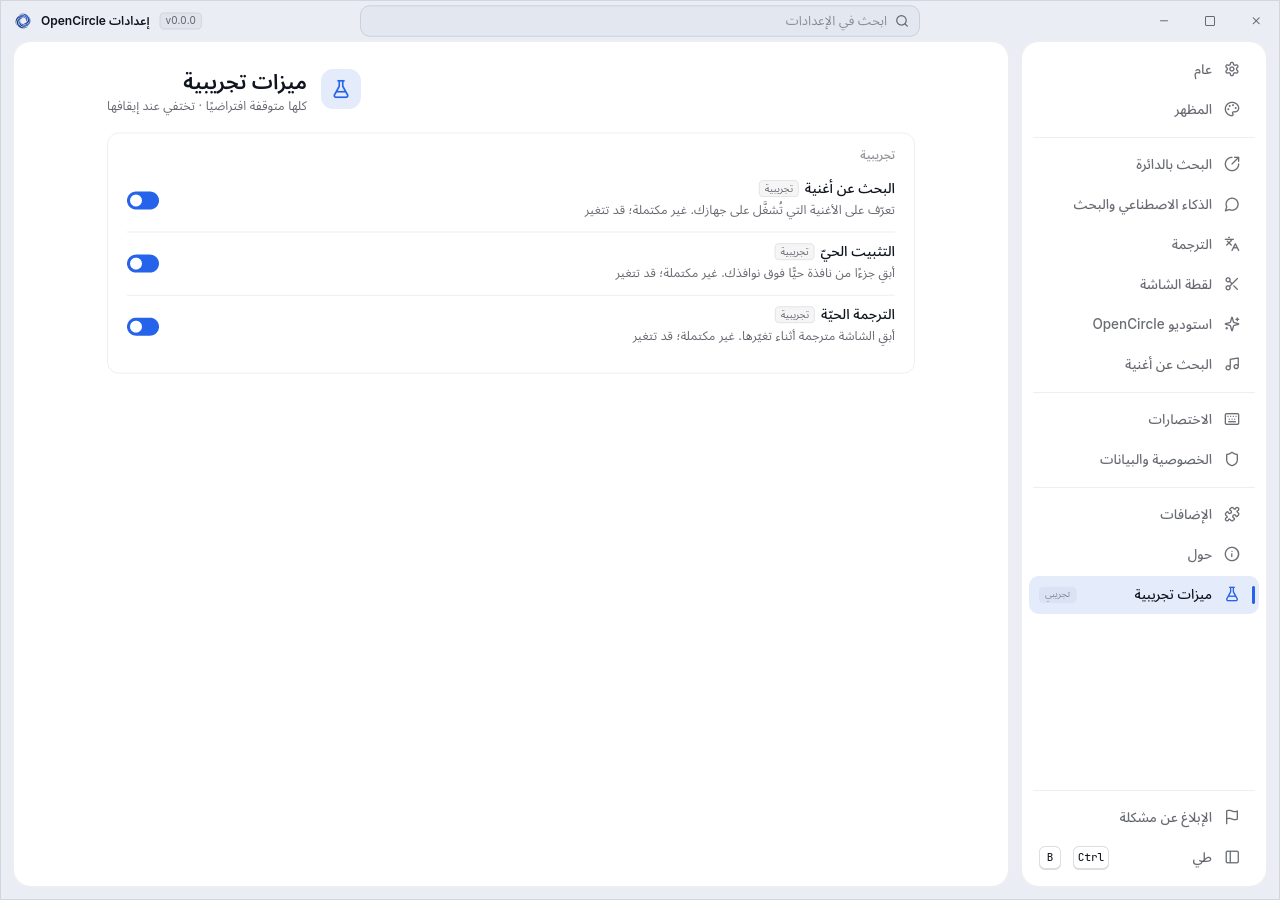 إعدادات OpenCircle
v0.0.0
ابحث في الإعدادات
عام
المظهر
البحث بالدائرة
الذكاء الاصطناعي والبحث
الترجمة
لقطة الشاشة
استوديو OpenCircle
البحث عن أغنية
الاختصارات
الخصوصية والبيانات
الإضافات
حول
ميزات تجريبية
تجريبي
الإبلاغ عن مشكلة
طي
Ctrl B
ميزات تجريبية
كلها متوقفة افتراضيًا · تختفي عند إيقافها
تجريبية
البحث عن أغنية تجريبية
تعرّف على الأغنية التي تُشغَّل على جهازك. غير مكتملة؛ قد تتغير
التثبيت الحيّ تجريبية
أبقِ جزءًا من نافذة حيًّا فوق نوافذك. غير مكتملة؛ قد تتغير
الترجمة الحيّة تجريبية
أبقِ الشاشة مترجمة أثناء تغيّرها. غير مكتملة؛ قد تتغير